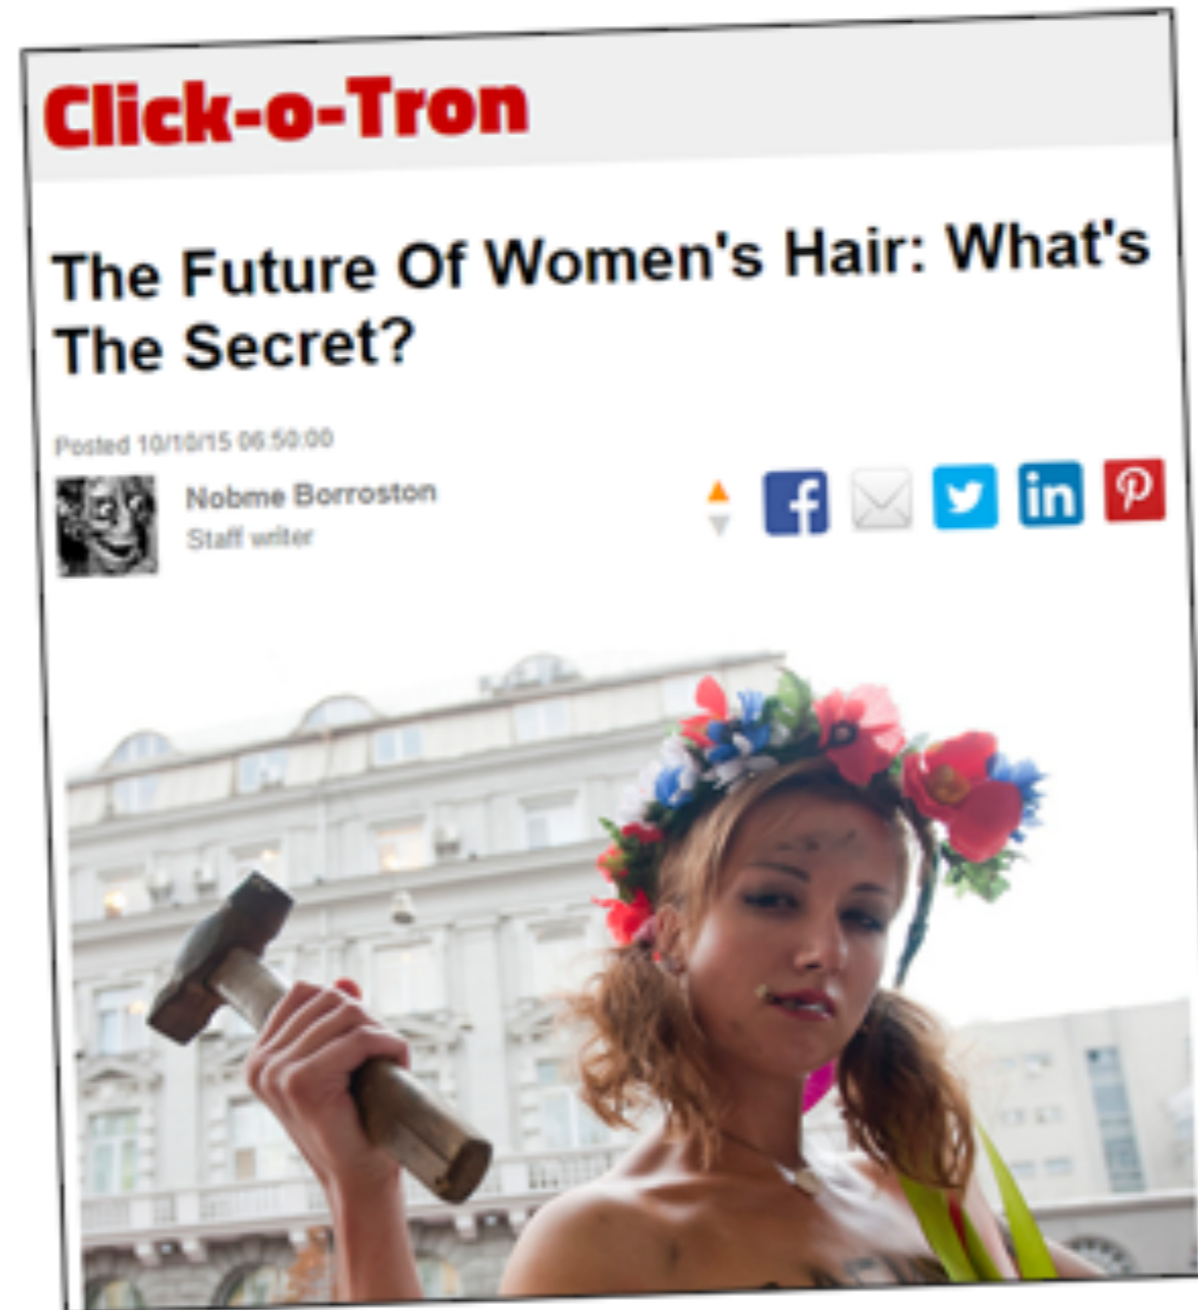 Click-o-Tron
The Future Of Women's Hair: What's
The Secret?
Posted 10/10/15 06:50:00
Nobme Borroston
Staff writer
f
in